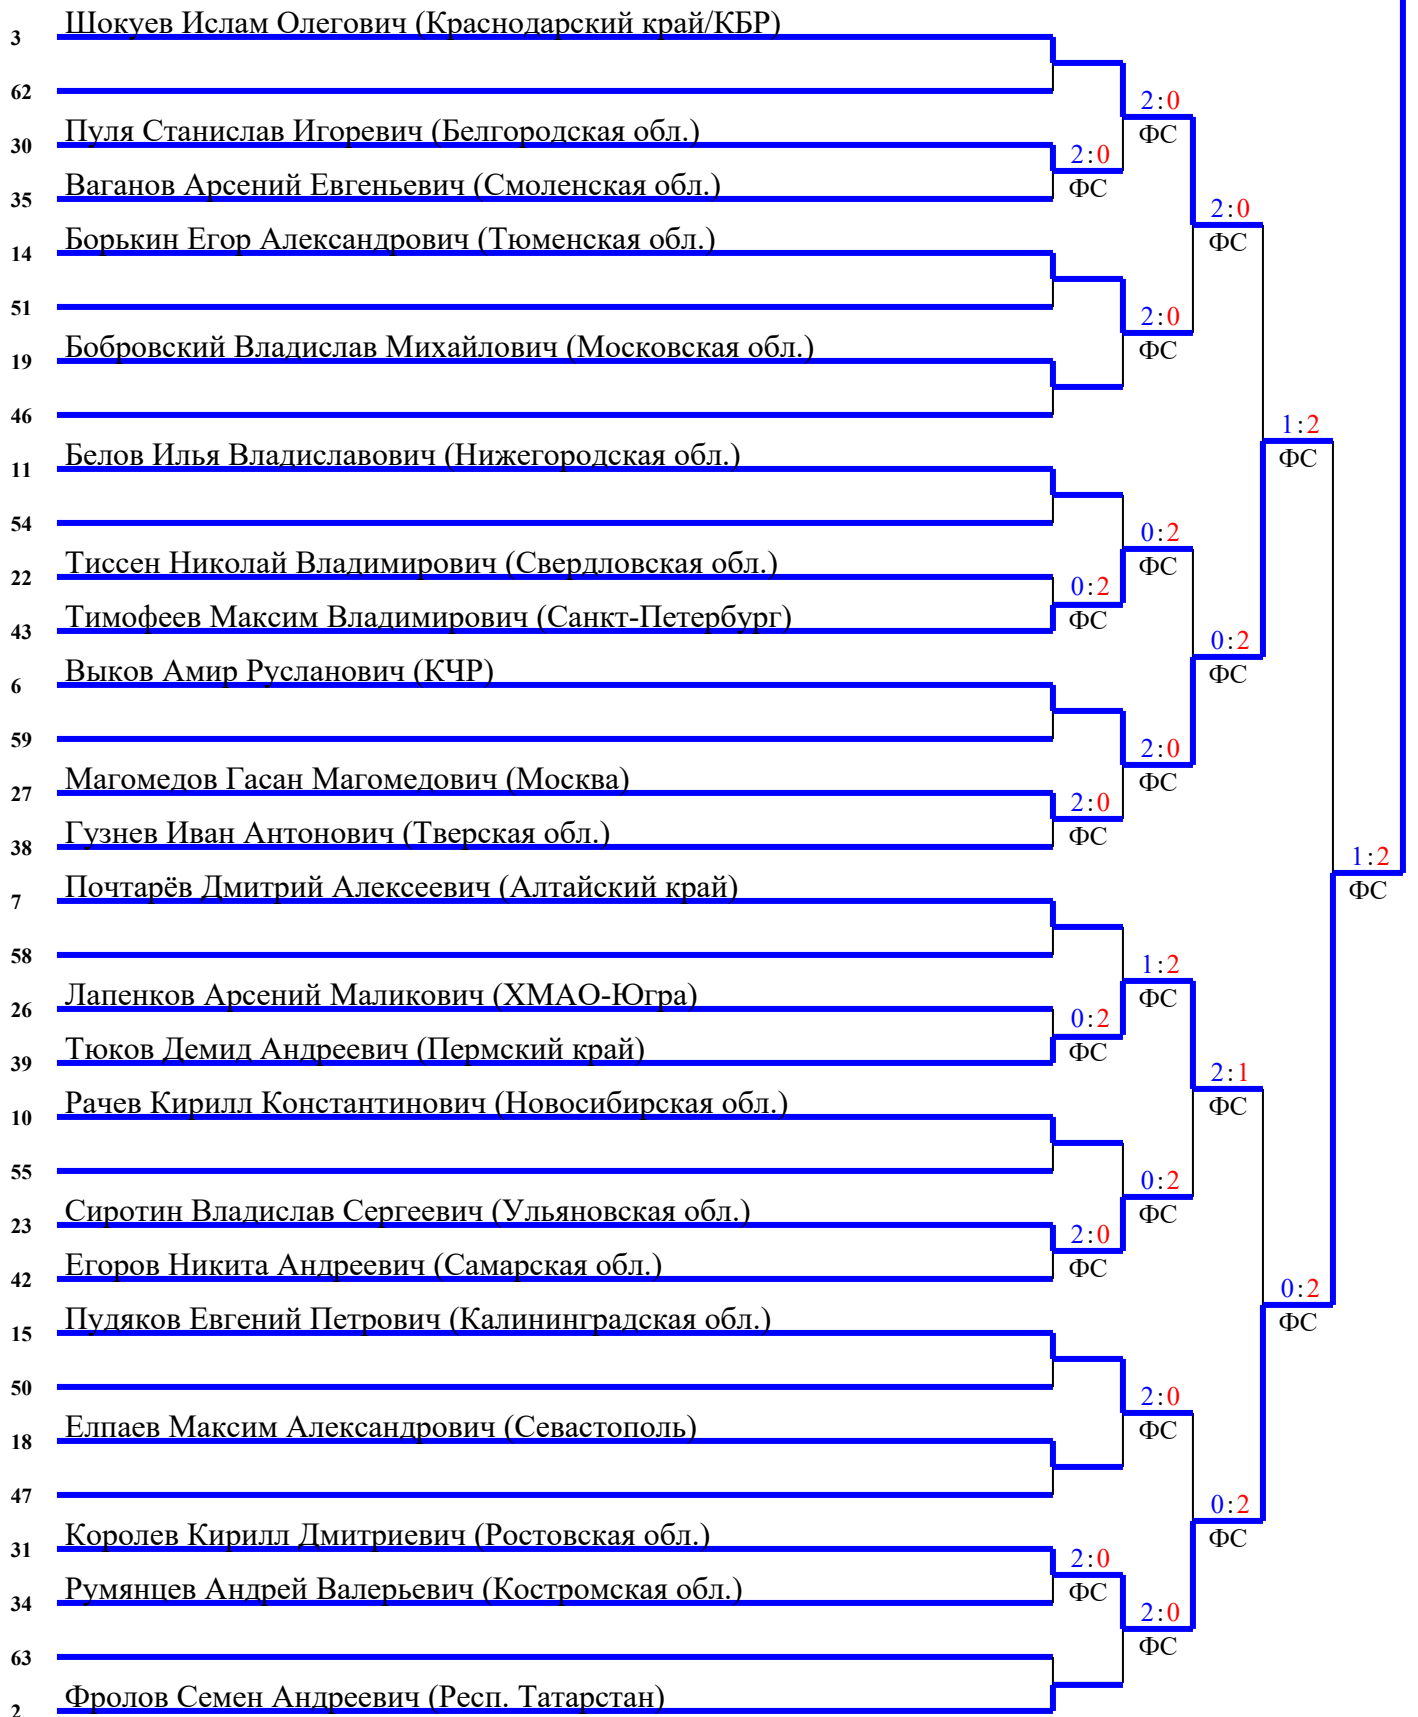 Шокуев Ислам Олегович (Краснодарский край/КБР)
3
62
2:0
ФС
Пуля Станислав Игоревич (Белгородская обл.)
30
2:0
ФС
Ваганов Арсений Евгеньевич (Смоленская обл.)
35
2:0
ФС
Борькин Егор Александрович (Тюменская обл.)
14
51
2:0
ФС
Бобровский Владислав Михайлович (Московская обл.)
19
46
1:2
ФС
Белов Илья Владиславович (Нижегородская обл.)
11
54
0:2
ФС
Тиссен Николай Владимирович (Свердловская обл.)
22
0:2
ФС
Тимофеев Максим Владимирович (Санкт-Петербург)
43
0:2
ФС
Выков Амир Русланович (КЧР)
6
59
2:0
ФС
Магомедов Гасан Магомедович (Москва)
27
2:0
ФС
Гузнев Иван Антонович (Тверская обл.)
38
1:2
ФС
Почтарёв Дмитрий Алексеевич (Алтайский край)
7
58
1:2
ФС
Лапенков Арсений Маликович (ХМАО-Югра)
26
0:2
ФС
Тюков Демид Андреевич (Пермский край)
39
2:1
ФС
Рачев Кирилл Константинович (Новосибирская обл.)
10
55
0:2
ФС
Сиротин Владислав Сергеевич (Ульяновская обл.)
23
2:0
ФС
Егоров Никита Андреевич (Самарская обл.)
42
0:2
ФС
Пудяков Евгений Петрович (Калининградская обл.)
15
50
2:0
ФС
Елпаев Максим Александрович (Севастополь)
18
47
0:2
ФС
Королев Кирилл Дмитриевич (Ростовская обл.)
31
2:0
ФС
Румянцев Андрей Валерьевич (Костромская обл.)
34
2:0
ФС
63
Фролов Семен Андреевич (Респ. Татарстан)
2